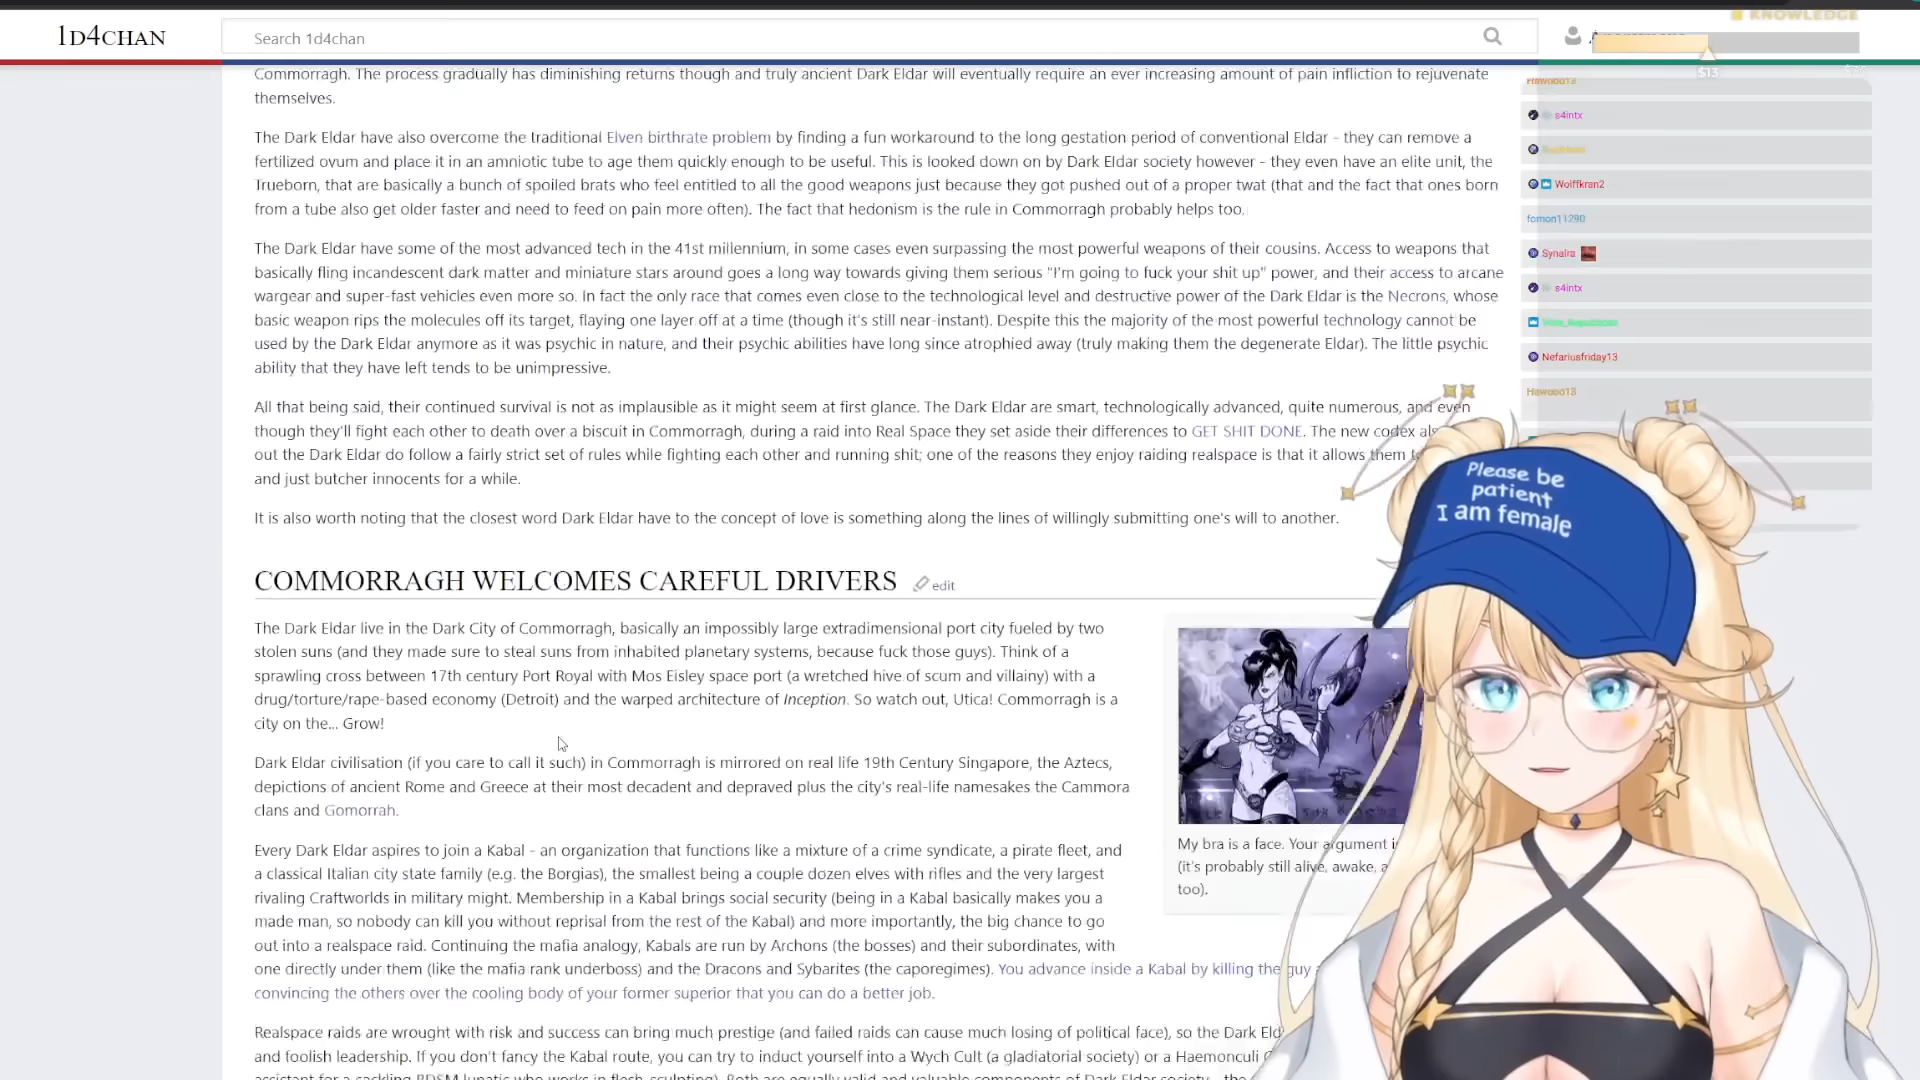 KNOWLEDGE
1D4CHAN
Search 1d4chan
$13
Commorragh. The process gradually has diminishing returns though and truly ancient Dark Eldar will eventually require an ever increasing amount of pain infliction to rejuvenate
themselves.
The Dark Eldar have also overcome the traditional Elven birthrate problem by finding a fun workaround to the long gestation period of conventional Eldar - they can remove a
fertilized ovum and place it in an amniotic tube to age them quickly enough to be useful. This is looked down on by Dark Eldar society however - they even have an elite unit, the
Trueborn, that are basically a bunch of spoiled brats who feel entitled to all the good weapons just because they got pushed out of a proper twat (that and the fact that ones born
from a tube also get older faster and need to feed on pain more often). The fact that hedonism is the rule in Commorragh probably helps too.
The Dark Eldar have some of the most advanced tech in the 41st millennium, in some cases even surpassing the most powerful weapons of their cousins. Access to weapons that
basically fling incandescent dark matter and miniature stars around goes a long way towards giving them serious "I'm going to fuck your shit up" power, and their access to arcane
wargear and super-fast vehicles even more so. In fact the only race that comes even close to the technological level and destructive power of the Dark Eldar is the Necrons, whose
basic weapon rips the molecules off its target, flaying one layer off at a time (though it's still near-instant). Despite this the majority of the most powerful technology cannot be
used by the Dark Eldar anymore as it was psychic in nature, and their psychic abilities have long since atrophied away (truly making them the degenerate Eldar). The little psychic
ability that they have left tends to be unimpressive.
All that being said, their continued survival is not as implausible as it might seem at first glance. The Dark Eldar are smart, technologically advanced, quite numerous, and even
though they'll fight each other to death over a biscuit in Commorragh, during a raid into Real Space they set aside their differences to GET SHIT DONE. The new codex als
out the Dark Eldar do follow a fairly strict set of rules while fighting each other and running shit; one of the reasons they enjoy raiding realspace is that it allows them t
and just butcher innocents for a while.
It is also worth noting that the closest word Dark Eldar have to the concept of love is something along the lines of willingly submitting one's will to another.
COMMORRAGH WELCOMES CAREFUL DRIVERS edit
The Dark Eldar live in the Dark City of Commorragh, basically an impossibly large extradimensional port city fueled by two
stolen suns (and they made sure to steal suns from inhabited planetary systems, because fuck those guys). Think of a
sprawling cross between 17th century Port Royal with Mos Eisley space port (a wretched hive of scum and villainy) with a
drug/torture/rape-based economy (Detroit) and the warped architecture of Inception. So watch out, Utica! Commorragh is a
city on the... Grow!
Dark Eldar civilisation (if you care to call it such) in Commorragh is mirrored on real life 19th Century Singapore, the Aztecs,
depictions of ancient Rome and Greece at their most decadent and depraved plus the city's real-life namesakes the Cammora
clans and Gomorrah.
Every Dark Eldar aspires to join a Kabal - an organization that functions like a mixture of a crime syndicate, a pirate fleet, and
a classical Italian city state family (e.g. the Borgias), the smallest being a couple dozen elves with rifles and the very largest
rivaling Craftworlds in military might. Membership in a Kabal brings social security (being in a Kabal basically makes you a
made man, so nobody can kill you without reprisal from the rest of the Kabal) and more importantly, the big chance to go
out into a realspace raid. Continuing the mafia analogy, Kabals are run by Archons (the bosses) and their subordinates, with
one directly under them (like the mafia rank underboss) and the Dracons and Sybarites (the caporegimes). You advance inside a Kabal by killing the guy
convincing the others over the cooling body of your former superior that you can do a better job.
Realspace raids are wrought with risk and success can bring much prestige (and failed raids can cause much losing of political face), so the Dark Eld
and foolish leadership. If you don't fancy the Kabal route, you can try to induct yourself into a Wych Cult (a gladiatorial society) or a Haemonculi
assistant for a cackling BDSM lunatic who works in flesh-sculpting). Both are equally valid and valuable components of Dark Eldar society - the
My bra is a face. Your argument i
(it's probably still alive, awake, a
too).
s4intx
Wolffkran2
fomon11290
Synalra
s4intx
Nefariusfriday13
Hawooo13
Please be
patient
I am female